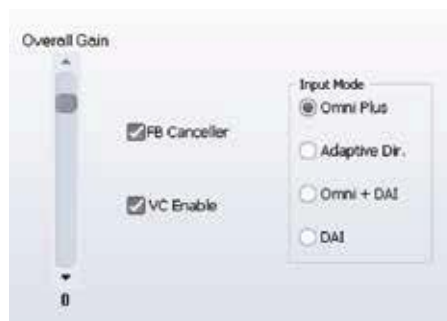 Overall Gain
Input Mode
Omni Plus
FB Canceller
Adaptive Dir.
Omni + DAI
VC Enable
DAI
0